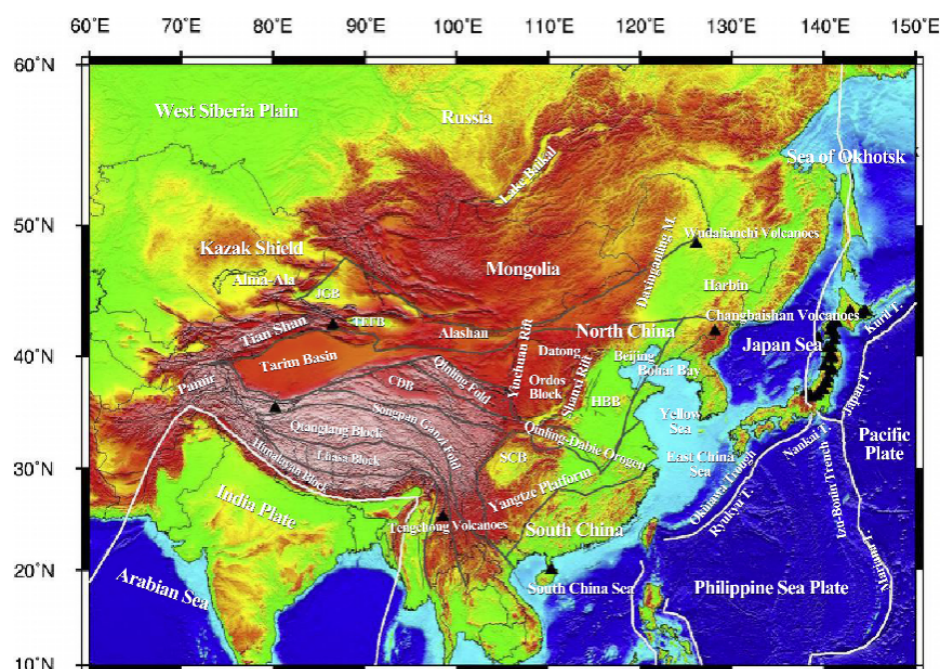 60°E 70°E 80°E 90°E 100°E 110°E 120°E 130°E 140°E 150°E
60°N
West Siberia Plain
Russia
Sea of Okhotsk
Lake Baikal
50°N
Wudalianchi Volcanoes
Kazak Shield
Daxinganling M.
Mongolia
Alma-Ata
Harbin
JGB
Changbaishan Volcanoes
Kuril T.
TFTB
Tian Shan
Alashan
North China
Japan Sea
40°N
Tarim Basin
Yinchuan Rift
Datong
Beijing
Bohai Bay
Pamir
CDB
Qinling Fold
Ordos
Block
Shanxi Rift
HBB
Japan T.
Songpan Ganzi Fold
Yellow
Sea
Qiangtang Block
Qinling-Dabie Orogen
Nankai T.
Pacific
Plate
Lhasa Block
SCB
East China
Sea
30°N
Himalayan Block
Okinawa Trough
Ryukyu T.
Izu-Bonin Trench
India Plate
Yangtze Platform
Tengchong Volcanoes
South China
Mariana T.
20°N
Arabian Sea
South China Sea
Philippine Sea Plate
10°N